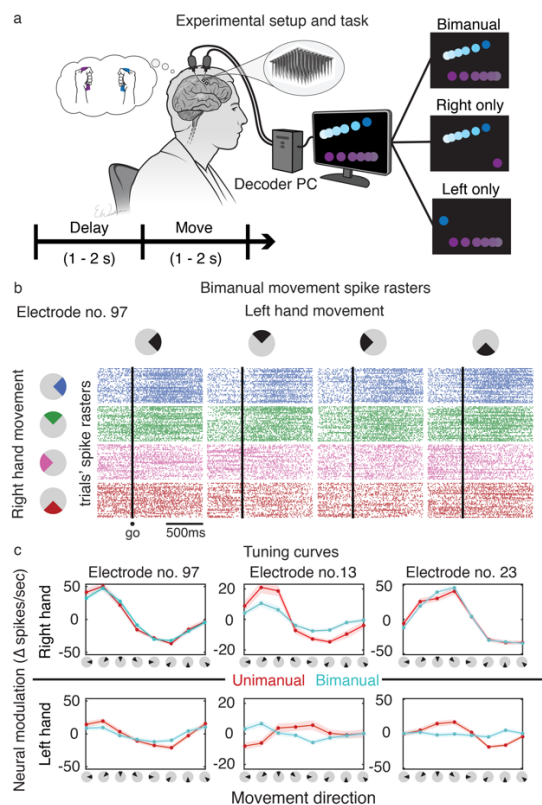 a
Experimental setup and task
Bimanual
Right only
Left only
Decoder PC
Delay
Move
(1 - 2 s)
(1 - 2 s)
b
Bimanual movement spike rasters
Electrode no. 97
Left hand movement
Right hand movement
trials' spike rasters
go
500ms
c
Tuning curves
Neural modulation (Δ spikes/sec)
Electrode no. 97
Electrode no.13
Electrode no. 23
Right hand
50
0
-50
20
0
-20
50
0
-50
Unimanual
Bimanual
Left hand
50
0
-50
20
0
-20
50
0
-50
Movement direction